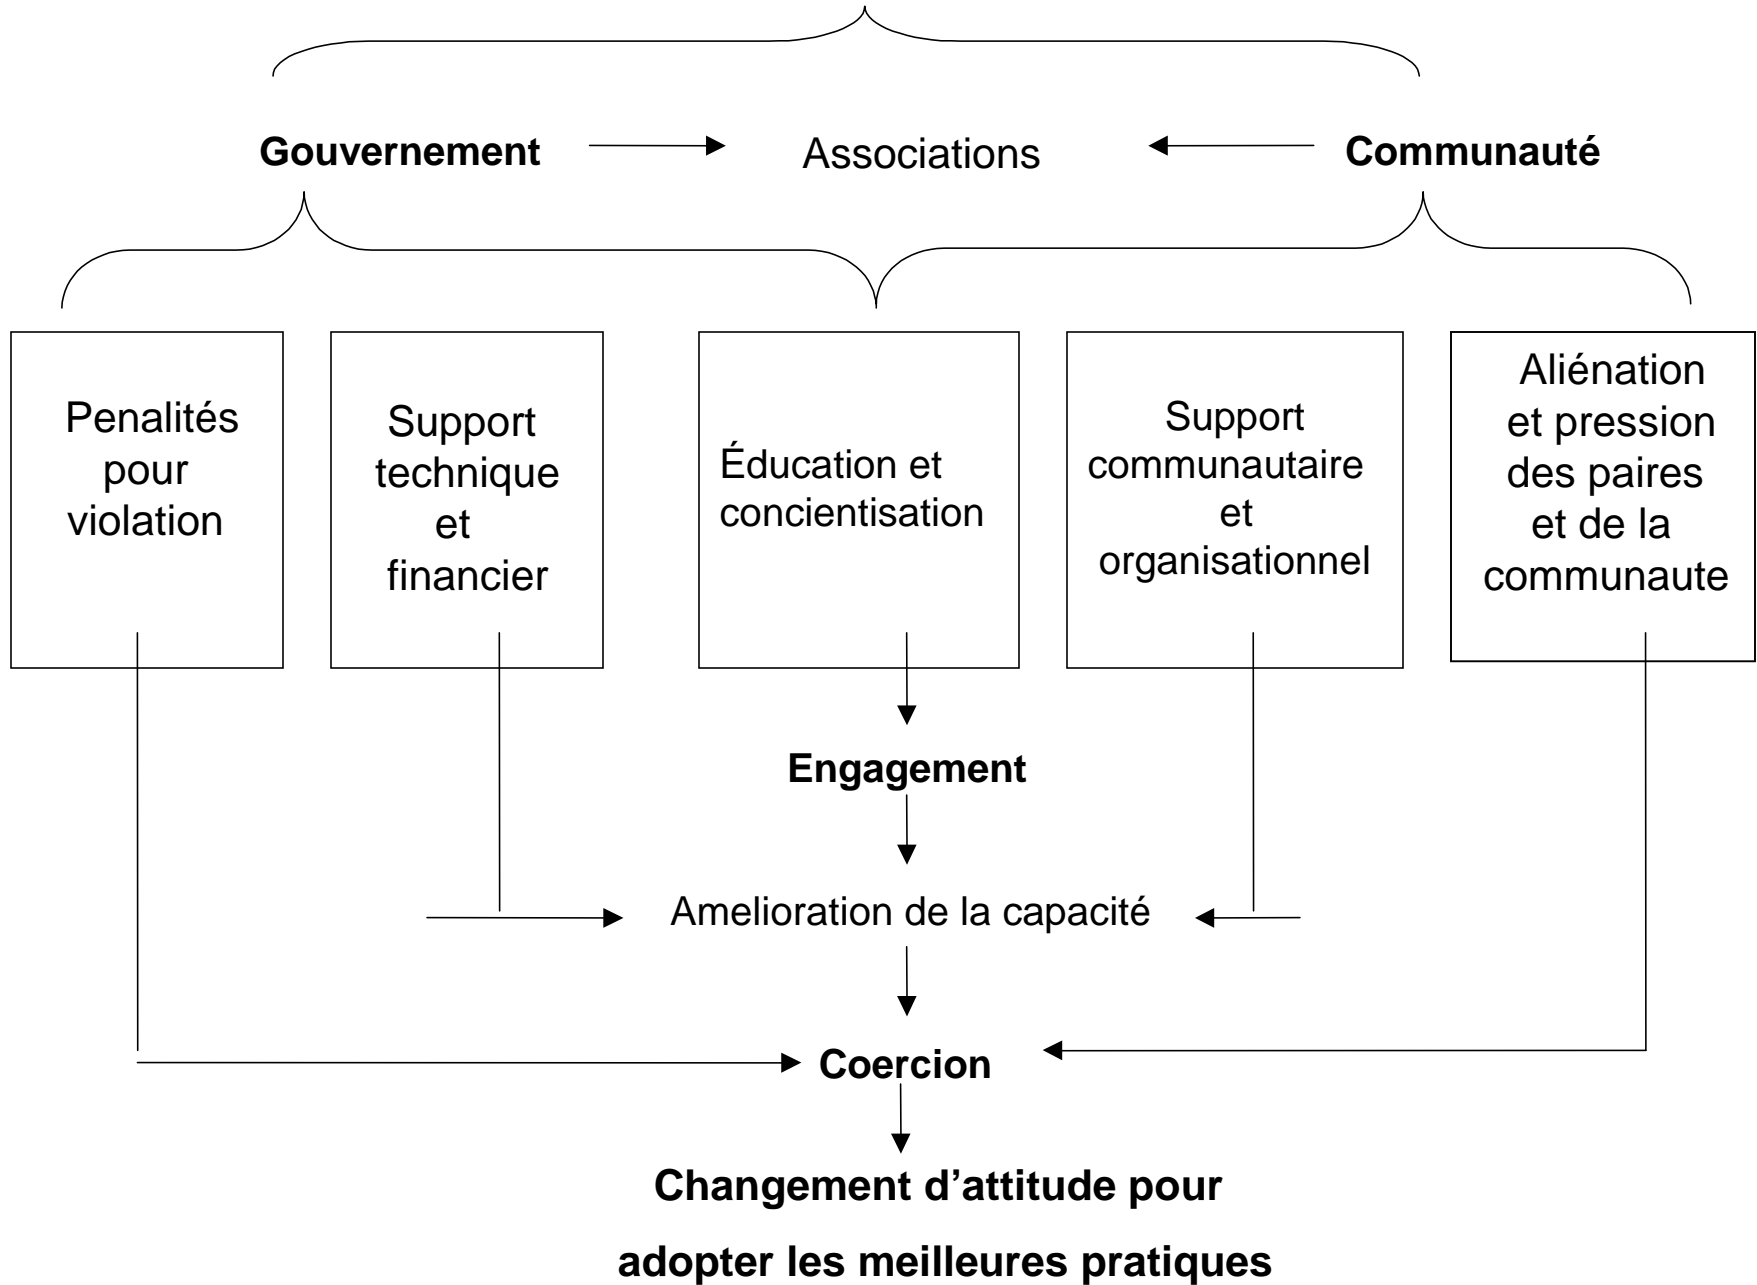 Gouvernement
Associations
Communauté
Penalités
pour
violation
Support
technique
et
financier
Éducation et
concientisation
Support
communautaire
et
organisationnel
Aliénation
et pression
des paires
et de la
communaute
Engagement
Amelioration de la capacité
Coercion
Changement d’attitude pour
adopter les meilleures pratiques